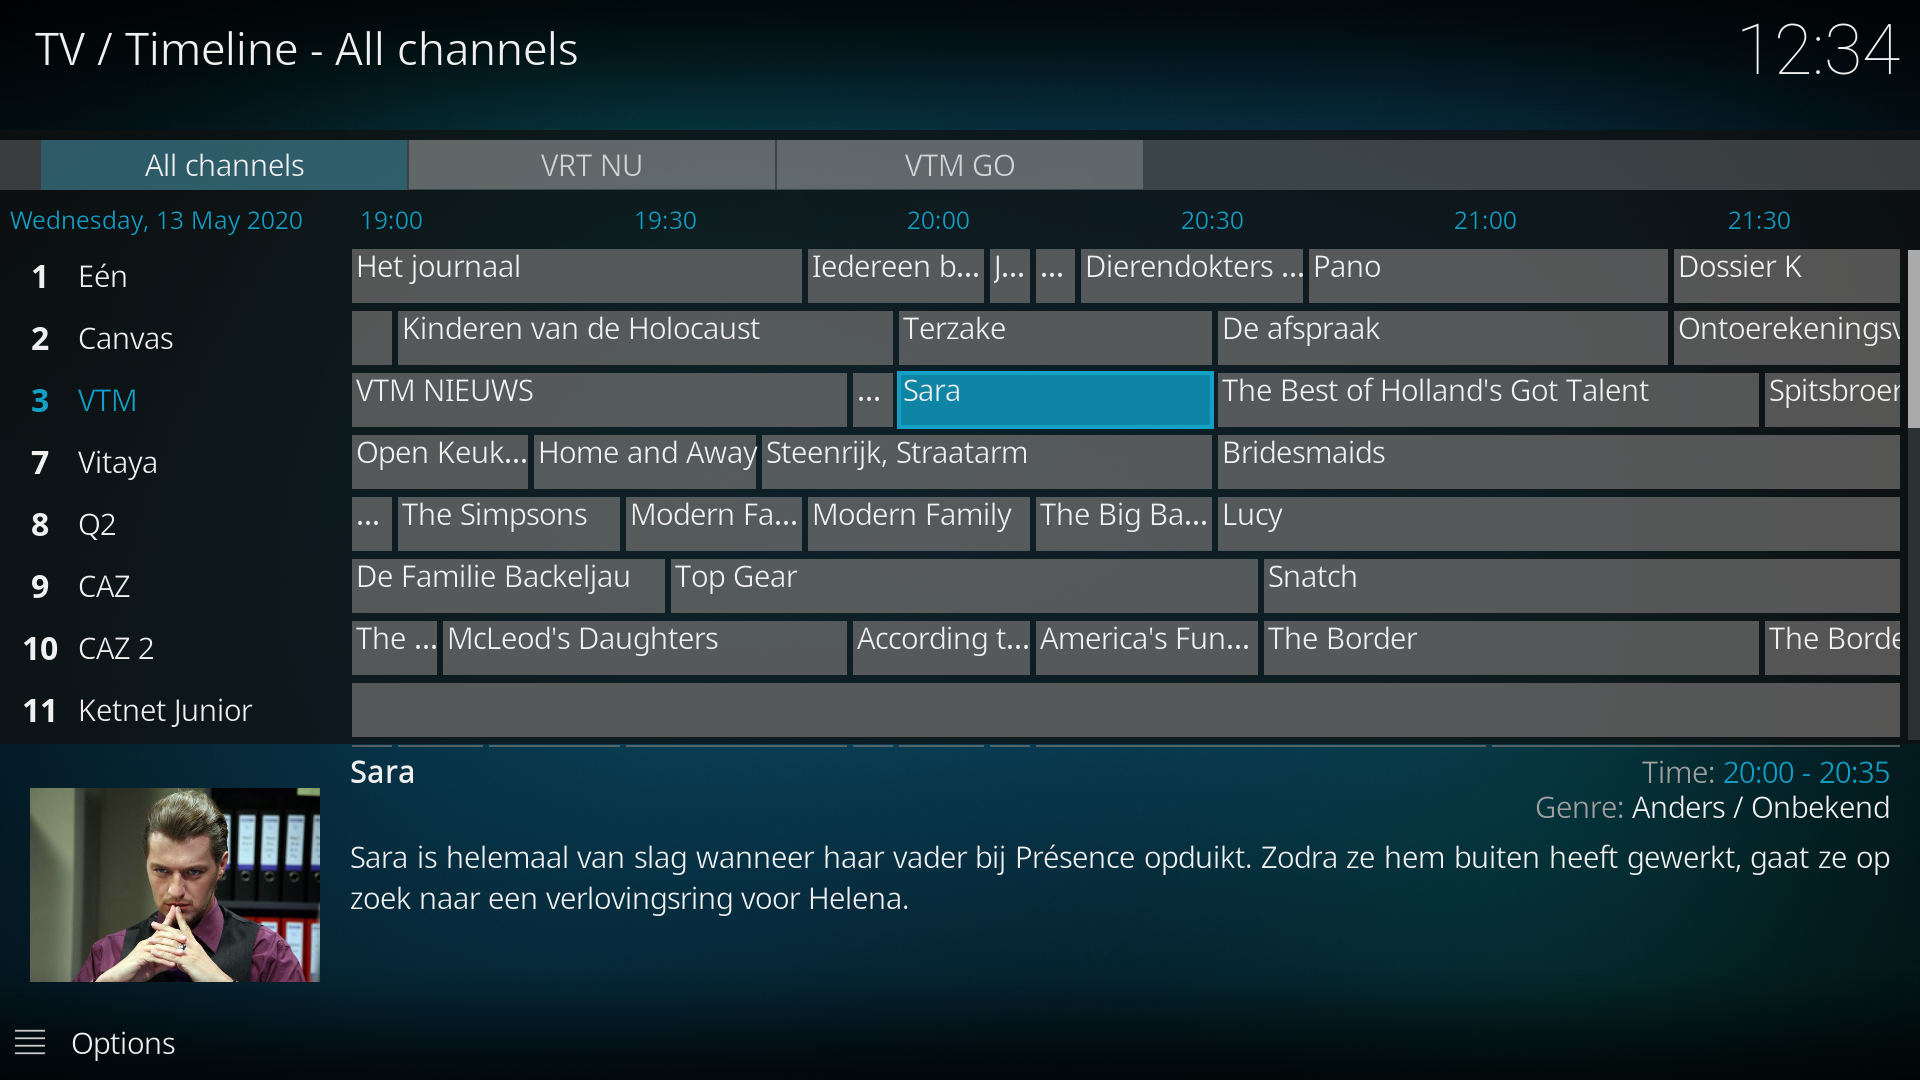 TV / Timeline - All channels
12:34
All channels
VRT NU
VTM GO
Wednesday, 13 May 2020
19:00
19:30
20:00
20:30
21:00
21:30
1 Eén
Het journaal
Iedereen b...
J...
...
Dierendokters ...
Pano
Dossier K
2 Canvas
Kinderen van de Holocaust
Terzake
De afspraak
Ontoerekeningsv
3 VTM
VTM NIEUWS
...
Sara
The Best of Holland's Got Talent
Spitsbroer
7 Vitaya
Open Keuk...
Home and Away
Steenrijk, Straatarm
Bridesmaids
8 Q2
...
The Simpsons
Modern Fa...
Modern Family
The Big Ba...
Lucy
9 CAZ
De Familie Backeljau
Top Gear
Snatch
10 CAZ 2
The ...
McLeod's Daughters
According t...
America's Fun...
The Border
The Borde
11 Ketnet Junior
Sara
Time: 20:00 - 20:35
Genre: Anders / Onbekend
Sara is helemaal van slag wanneer haar vader bij Présence opduikt. Zodra ze hem buiten heeft gewerkt, gaat ze op
zoek naar een verlovingsring voor Helena.
Options